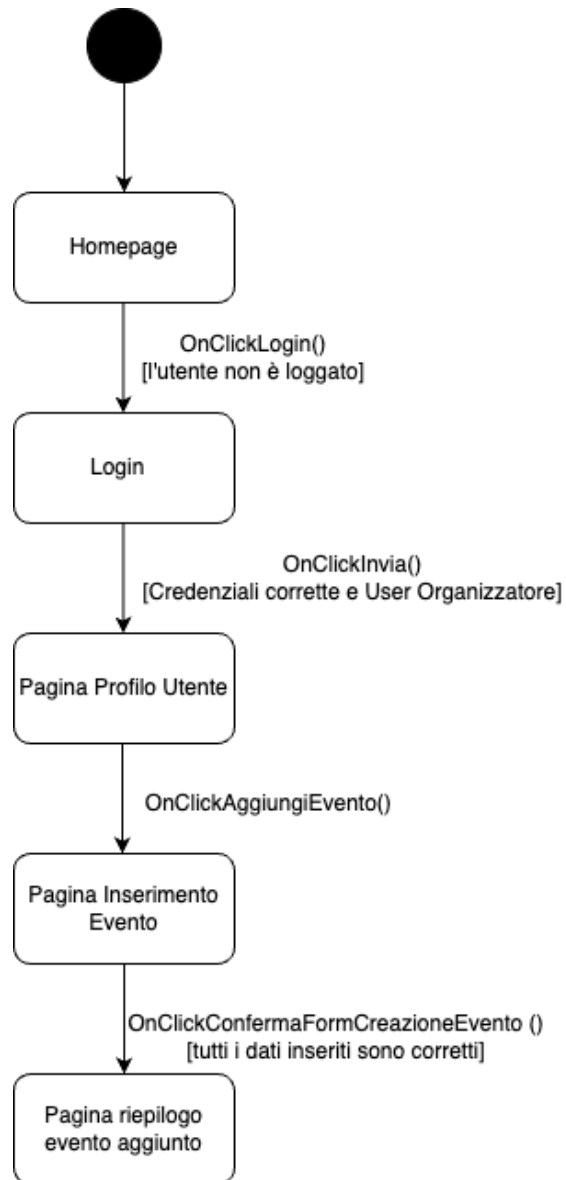 Homepage
OnClickLogin()
[l'utente non è loggato]
Login
OnClickInvia()
[Credenziali corrette e User Organizzatore]
Pagina Profilo Utente
OnClickAggiungiEvento()
Pagina Inserimento
Evento
OnClickConfermaFormCreazioneEvento ()
[tutti i dati inseriti sono corretti]
Pagina riepilogo
evento aggiunto